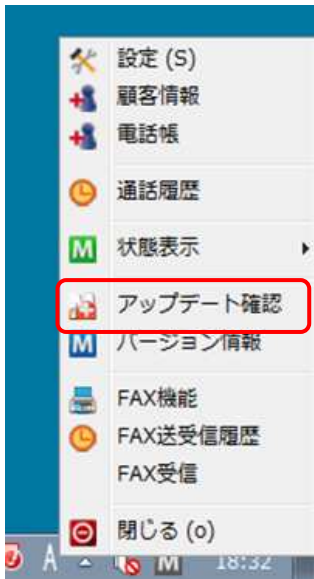 設定 (S)
顧客情報
電話帳
通話履歴
M 状態表示
アップデート確認
M バージョン情報
FAX機能
FAX送受信履歴
FAX受信
閉じる (o)
A M 18:32